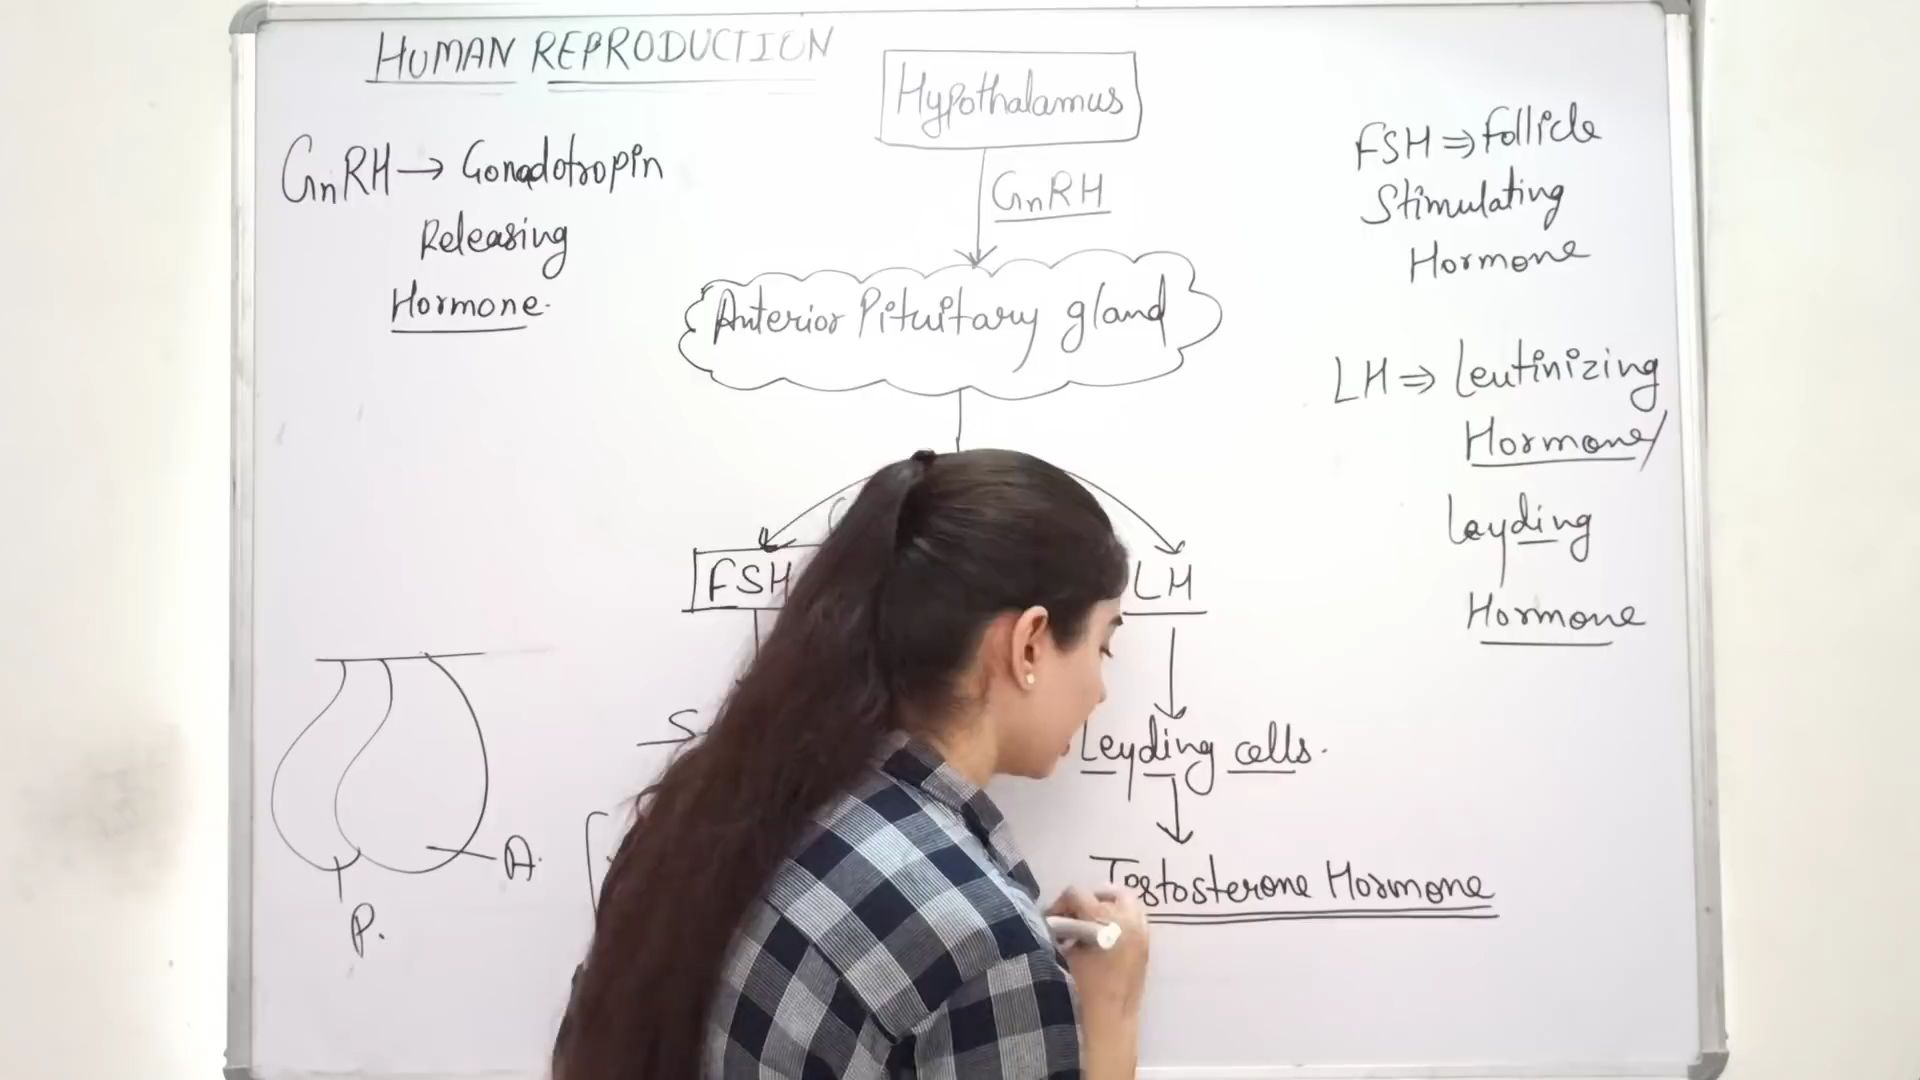 HUMAN REPRODUCTION
GnRH → Gonadotropin
Releasing
Hormone.
Hypothalamus
GnRH
Anterior Pituitary gland
FSH
LH
Leyding cells.
Testosterone Hormone
FSH ⇒ Follicle
Stimulating
Hormone
LH ⇒ Leutinizing
Hormone/
Leyding
Hormone
A.
P.